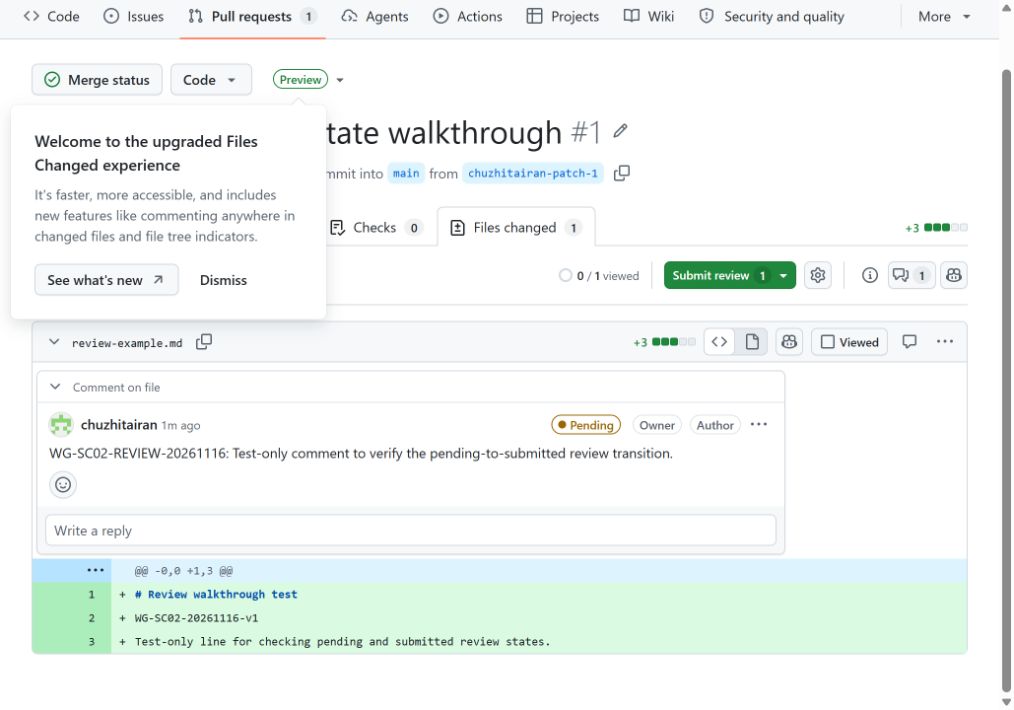 Code Issues Pull requests 1 Agents Actions Projects Wiki Security and quality More
Merge status Code Preview
Welcome to the upgraded Files
Changed experience
It's faster, more accessible, and includes
new features like commenting anywhere in
changed files and file tree indicators.
See what's new Dismiss
tate walkthrough #1
mmit into main from chuzhitairan-patch-1
Checks 0 Files changed 1 +3
0 / 1 viewed Submit review 1 1
review-example.md +3 Viewed
Comment on file
chuzhitairan 1m ago Pending Owner Author
WG-SC02-REVIEW-20261116: Test-only comment to verify the pending-to-submitted review transition.
Write a reply
@@ -0,0 +1,3 @@
1 + # Review walkthrough test
2 + WG-SC02-20261116-v1
3 + Test-only line for checking pending and submitted review states.